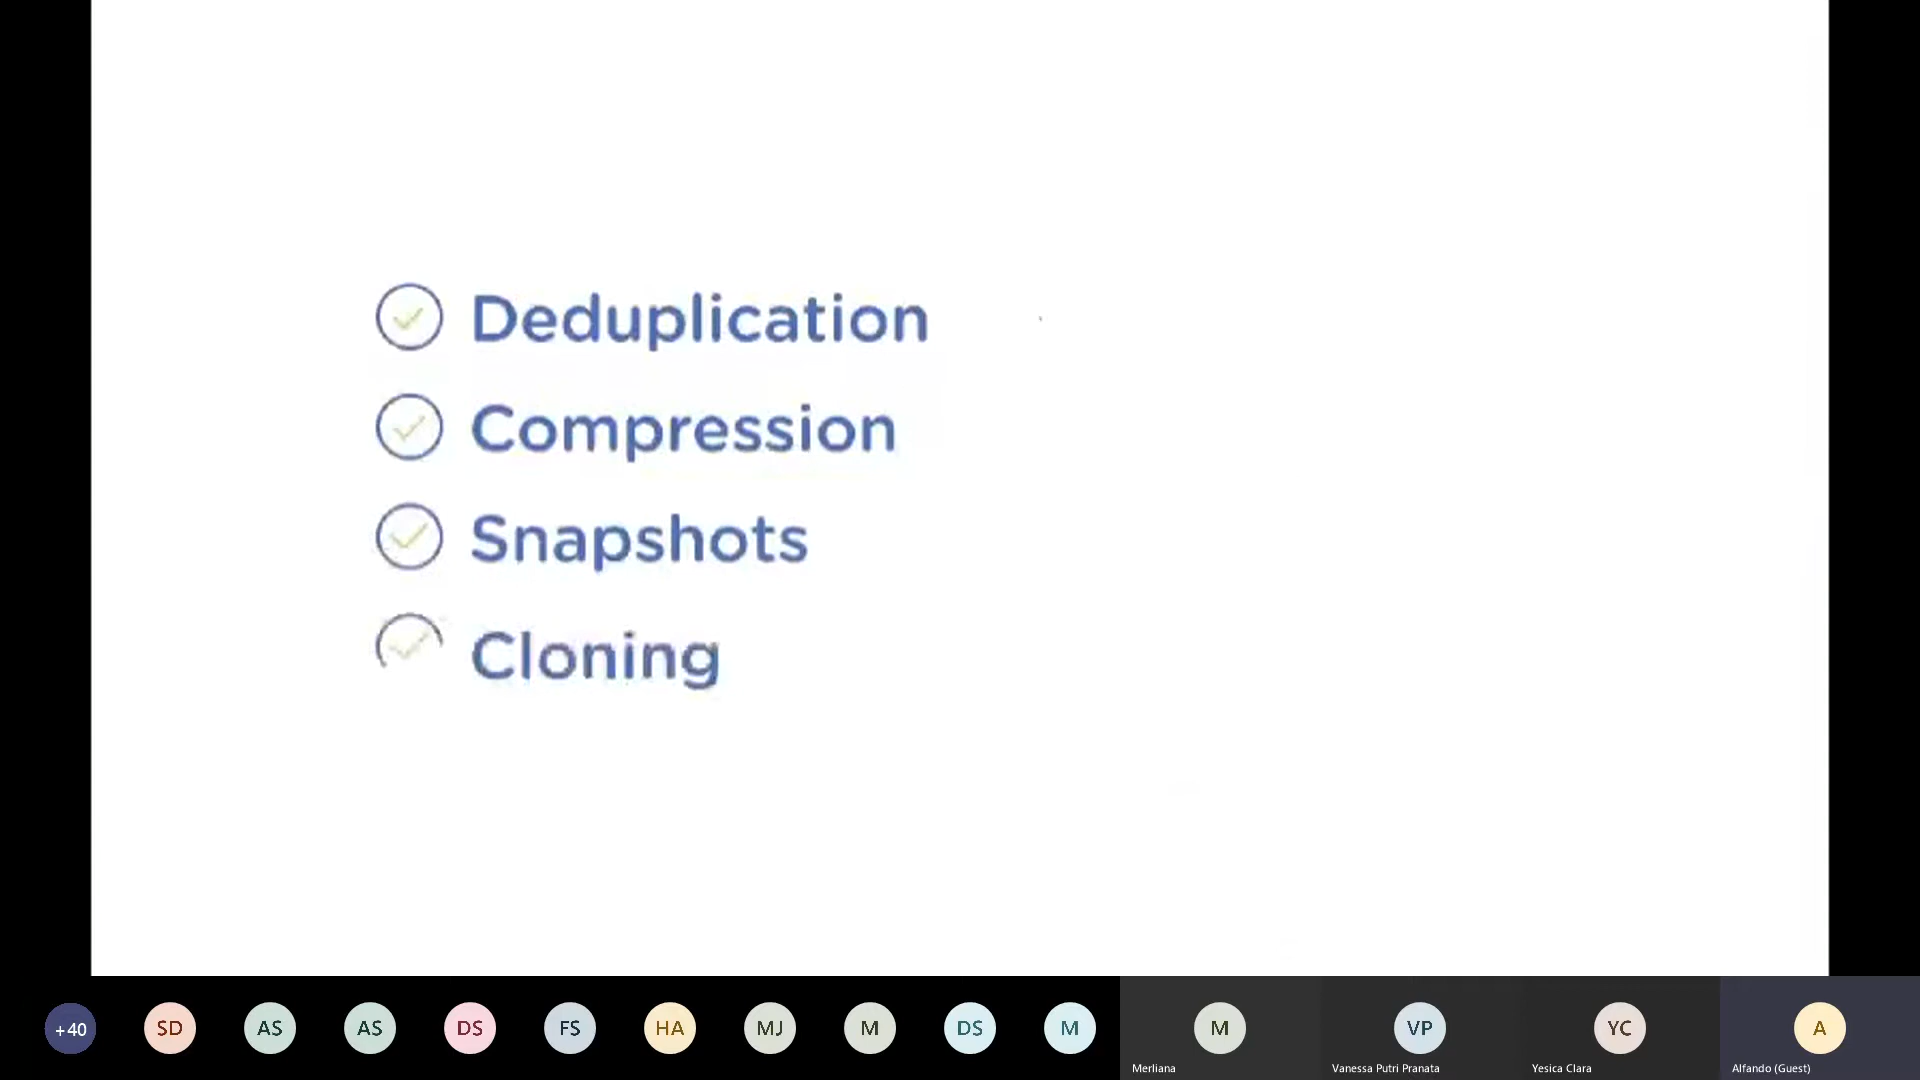 Deduplication
Compression
Snapshots
Cloning
+40 SD AS AS DS FS HA MJ M DS M M VP YC A
Merliana Vanessa Putri Pranata Yesica Clara Alfando (Guest)